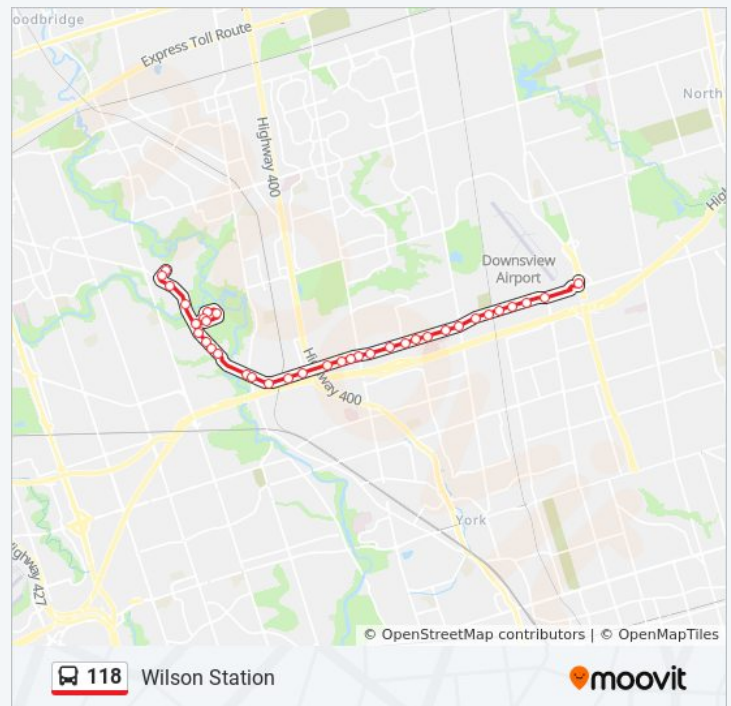 oodbridge
Express Toll Route
Highway 400
North
High
Downsview
Airport
Highway 400
York
Highway 427
© OpenStreetMap contributors | © OpenMapTiles
118 Wilson Station
moovit